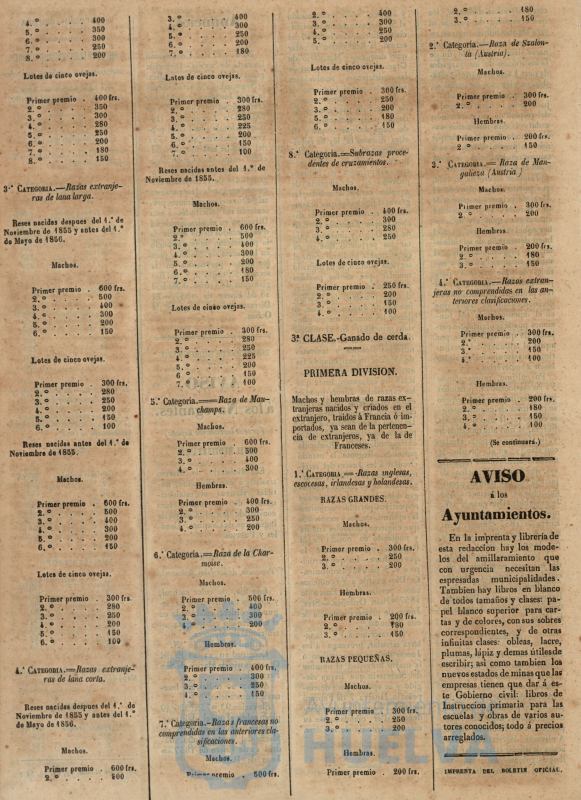 4.º . . . . . 400
5.º . . . . . 350
6.º . . . . . 300
7.º . . . . . 250
8.º . . . . . 200
Lotes de cinco ovejas.
Primer premio . 400 frs.
2.º . . . . . 350
3.º . . . . . 300
4.º . . . . . 280
5.º . . . . . 250
6.º . . . . . 200
7.º . . . . . 180
8.º . . . . . 150
3.ª CATEGORIA.—Razas extranje-
ras de lana larga.
Reses nacidas despues del 1.º de
Noviembre de 1855 y antes del 1.º
de Mayo de 1856.
Machos.
Primer premio . 600 frs.
2.º . . . . . 500
3.º . . . . . 400
4.º . . . . . 300
5.º . . . . . 200
6.º . . . . . 150
Lotes de cinco ovejas.
Primer premio . 300 frs.
2.º . . . . . 280
3.º . . . . . 250
4.º . . . . . 200
5.º . . . . . 150
6.º . . . . . 100
Reses nacidas antes del 1.º de
Noviembre de 1855.
Machos.
Primer premio . 600 frs.
2.º . . . . . 500
3.º . . . . . 400
4.º . . . . . 300
5.º . . . . . 200
6.º . . . . . 150
Lotes de cinco ovejas.
Primer premio . 300 frs.
2.º . . . . . 280
3.º . . . . . 250
4.º . . . . . 200
5.º . . . . . 150
6.º . . . . . 100
4.ª CATEGORIA.==Razas extranje-
ras de lana corta.
Reses nacidas despues del 1.º de
Noviembre de 1855 y antes del 1.º
de Mayo de 1856.
Machos.
Primer premio . 600 frs.
2.º . . . . . 500
3.º . . . . . 400
4.º . . . . . 300
5.º . . . . . 250
6.º . . . . . 200
7.º . . . . . 180
Lotes de cinco ovejas.
Primer premio . 300 frs.
2.º . . . . . 280
3.º . . . . . 250
4.º . . . . . 225
5.º . . . . . 200
6.º . . . . . 150
7.º . . . . . 100
Reses nacidas antes del 1.º de
Noviembre de 1855.
Machos.
Primer premio . 600 frs.
2.º . . . . . 500
3.º . . . . . 400
4.º . . . . . 300
5.º . . . . . 200
6.º . . . . . 180
7.º . . . . . 150
Lotes de cinco ovejas.
Primer premio . 300 frs.
2.º . . . . . 280
3.º . . . . . 250
4.º . . . . . 225
5.º . . . . . 200
6.º . . . . . 150
7.º . . . . . 100
5.ª Categoría.==Raza de Mau-
champs.
Machos.
Primer premio . 600 frs.
2.º . . . . . 500
3.º . . . . . 400
4.º . . . . . 300
Hembras.
Primer premio . 400 frs.
2.º . . . . . 300
3.º . . . . . 250
4.º . . . . . 200
6.ª Categoria.==Raza de la Char-
moise.
Machos.
Primer premio . 500 frs.
2.º . . . . . 400
3.º . . . . . 300
4.º . . . . . 200
Hembras.
Primer premio . 400 frs.
2.º . . . . . 300
3.º . . . . . 250
4.º . . . . . 150
7.ª Categoría.-Razas francesas no
comprendidas en las anteriores cla-
sificaciones.
Machos.
Primer premio . 500 frs.
2.º . . . . . 400
3.º . . . . . 300
4.º . . . . . 250
Lotes de cinco ovejas.
Primer premio . 300 frs.
2.º . . . . . 280
3.º . . . . . 250
4.º . . . . . 200
5.º . . . . . 180
6.º . . . . . 150
8.ª Categoria.==Subrazas proce-
dentes de cruzamientos.
Machos.
Primer premio . 400 frs.
2.º . . . . . 300
3.º . . . . . 280
4.º . . . . . 250
Lotes de cinco ovejas.
Primer premio . 250 frs.
2.º . . . . . 200
3.º . . . . . 150
4.º . . . . . 100
3.ª CLASE.-Ganado de cerda.
PRIMERA DIVISION.
Machos y hembras de razas ex-
tranjeras nacidos y criados en el
extranjero, traidos á Francia ó im-
portados, ya sean de la pertenen-
cia de extranjeros, ya de la de
Franceses.
1.ª CATEGORIA.==Razas inglesas,
escocesas, irlandesas y holandesas.
RAZAS GRANDES.
Machos.
Primer premio . 300 frs.
2.º . . . . . 250
3.º . . . . . 200
Hembras.
Primer premio . 200 frs.
2.º . . . . . 180
3.º . . . . . 150
RAZAS PEQUEÑAS.
Machos.
Primer premio . 300 frs.
2.º . . . . . 250
3.º . . . . . 200
Hembras.
Primer premio . 200 frs.
2.º . . . . . 180
3.º . . . . . 150
2.ª Categoría.—Raza de Szalon-
ta (Austria).
Machos.
Primer premio . 300 frs.
2.º . . . . . 200
Hembras.
Primer premio . 200 frs.
2.º . . . . . 150
3.ª CATEGORIA.== Raza de Man-
galieza (Austria)
Machos.
Primer premio . 300 frs.
2.º . . . . . 200
Hembras.
Primer premio . 200 frs.
2.º . . . . . 180
3.º . . . . . 150
4.ª CATEGORIA.—Razas extran-
jeras no comprendidas en las an-
teriores clasificaciones.
Machos.
Primer premio . 300 frs.
2.º . . . . . 200
3.º . . . . . 150
4.º . . . . . 100
Hembras.
Primer premio . 200 frs.
2.º . . . . . 180
3.º . . . . . 150
4.º . . . . . 100
(Se continuará.)
AVISO
á los
Ayuntamientos.
En la imprenta y librería de
esta redaccion hay los mode-
los del amillaramiento que
con urgencia necesitan las
espresadas municipalidades.
Tambien hay libros en blanco
de todos tamaños y clases: pa-
pel blanco superior para car-
tas y de colores, con sus sobres
correspondientes, y de otras
infinitas clases: obleas, lacre,
plumas, lápiz y demas útiles de
escribir; asi como tambien los
nuevos estados de minas que las
empresas tienen que dar á es-
te Gobierno civil: libros de
Instruccion primaria para las
escuelas y obras de varios au-
tores conocidos; todo á precios
arreglados.
IMPRENTA DEL BOLETIN OFICIAL.
HUELVA